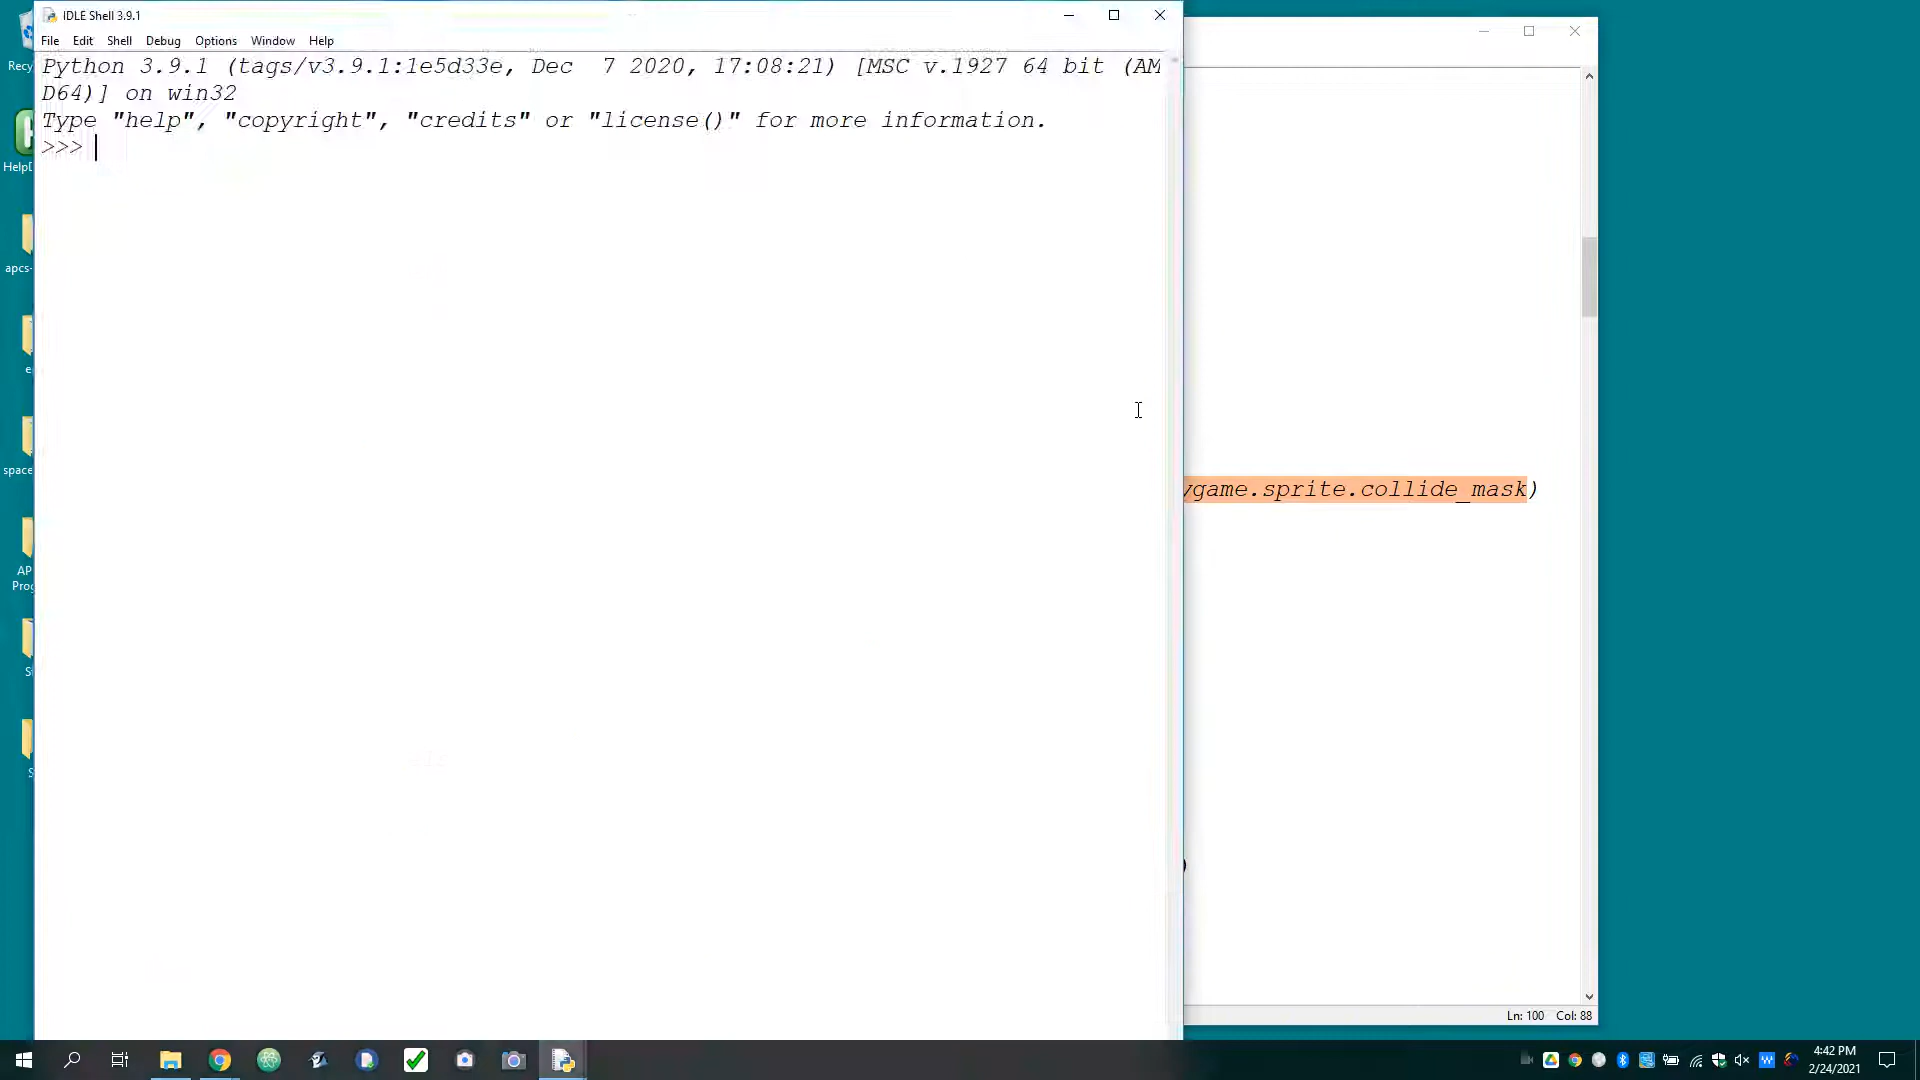 IDLE Shell 3.9.1
File Edit Shell Debug Options Window Help
Python 3.9.1 (tags/v3.9.1:1e5d33e, Dec  7 2020, 17:08:21) [MSC v.1927 64 bit (AM
D64)] on win32
Type "help", "copyright", "credits" or "license()" for more information.
>>>
Recy
HelpD
apcs-
e
space
AP
Prog
St
S
ygame.sprite.collide_mask)
)
Ln: 100 Col: 88
4:42 PM
2/24/2021